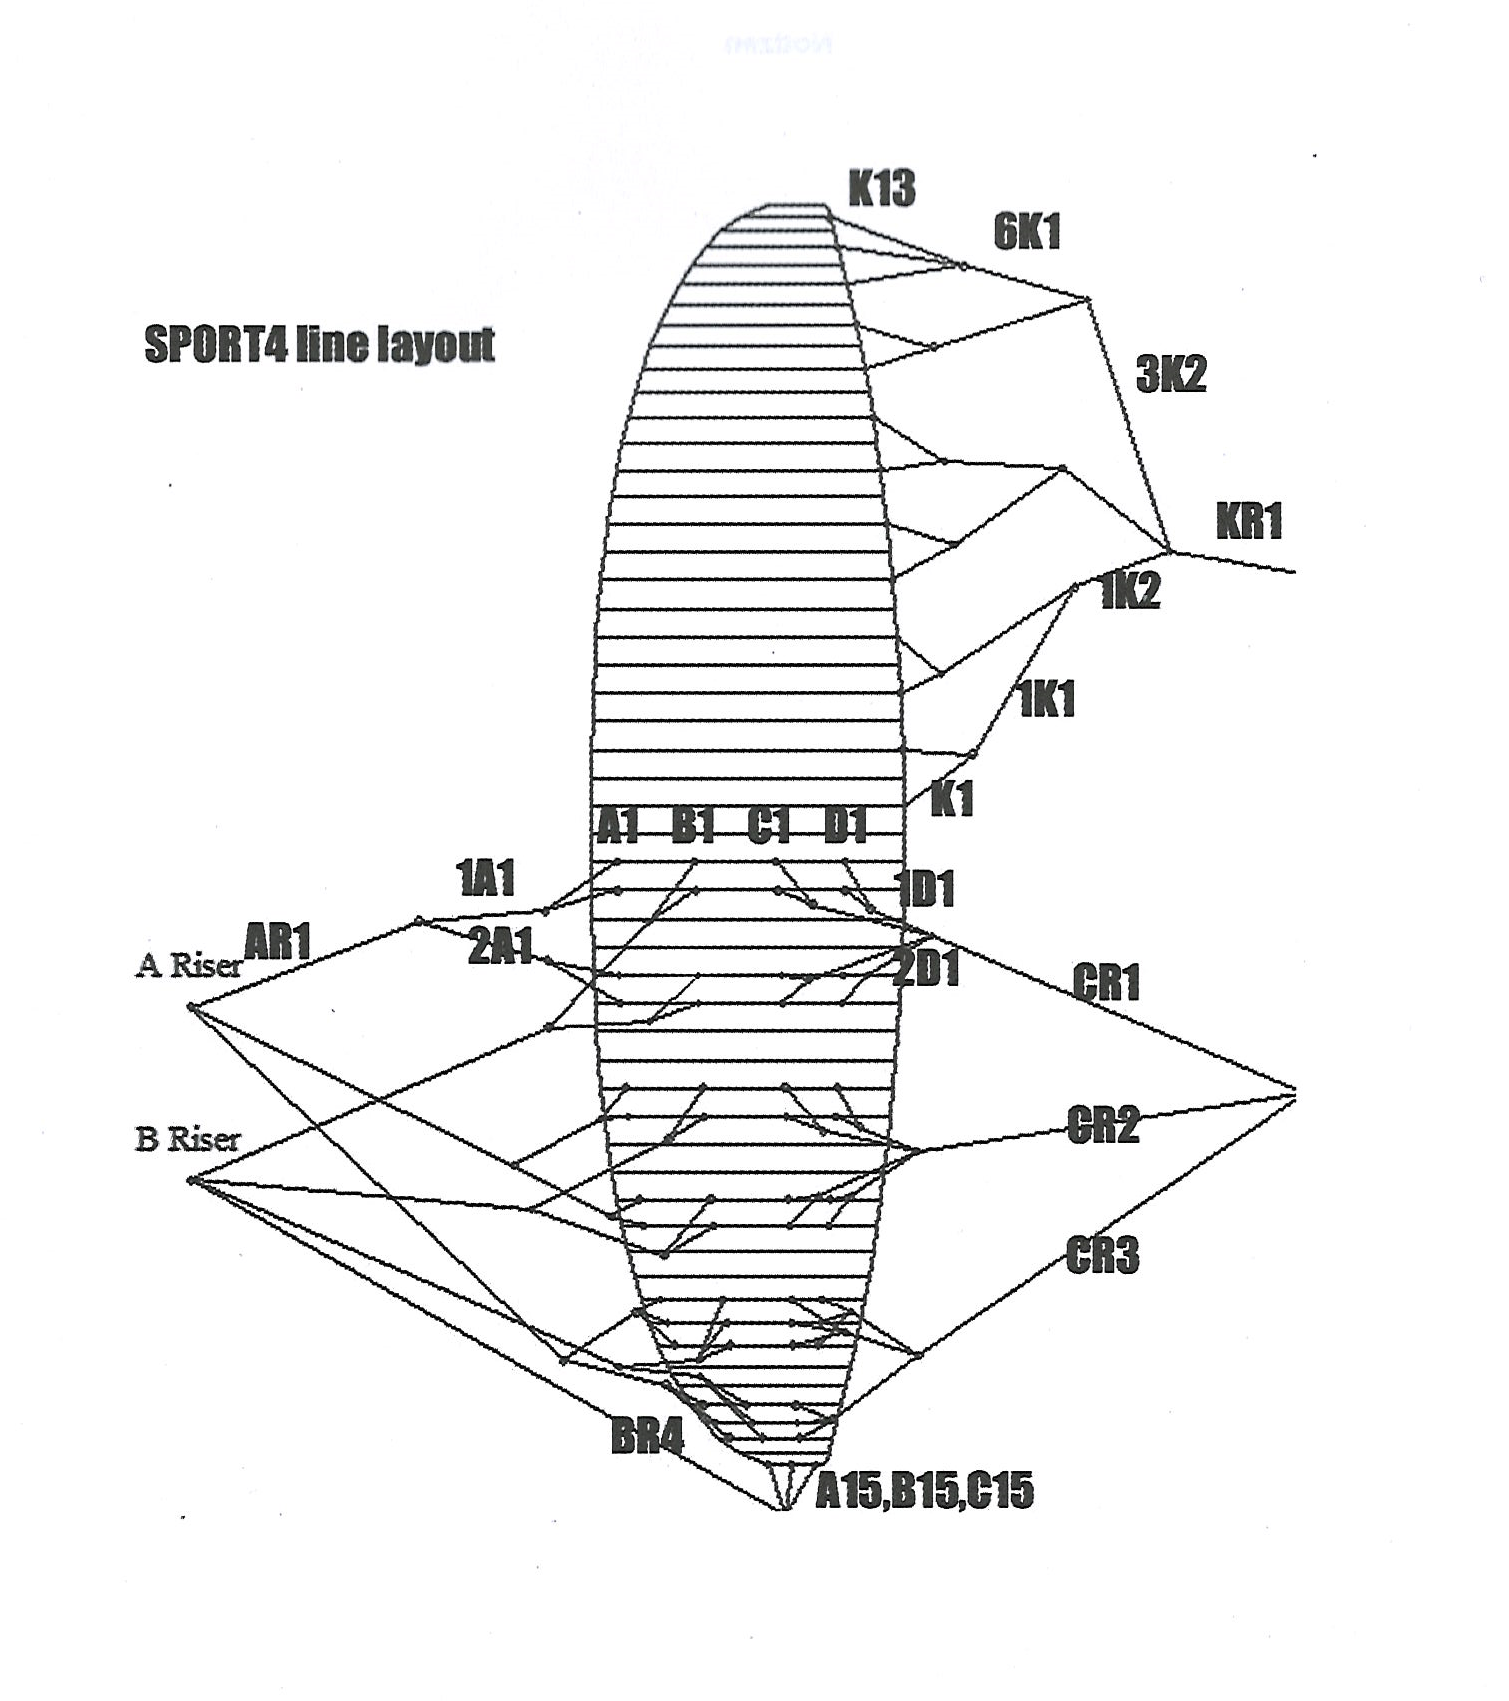 K13
6K1
SPORT4 line layout
3K2
KR1
1K2
1K1
K1
A1 B1 C1 D1
1A1
1D1
AR1
2A1
A Riser
2D1
CR1
CR2
B Riser
CR3
BR4
A15,B15,C15